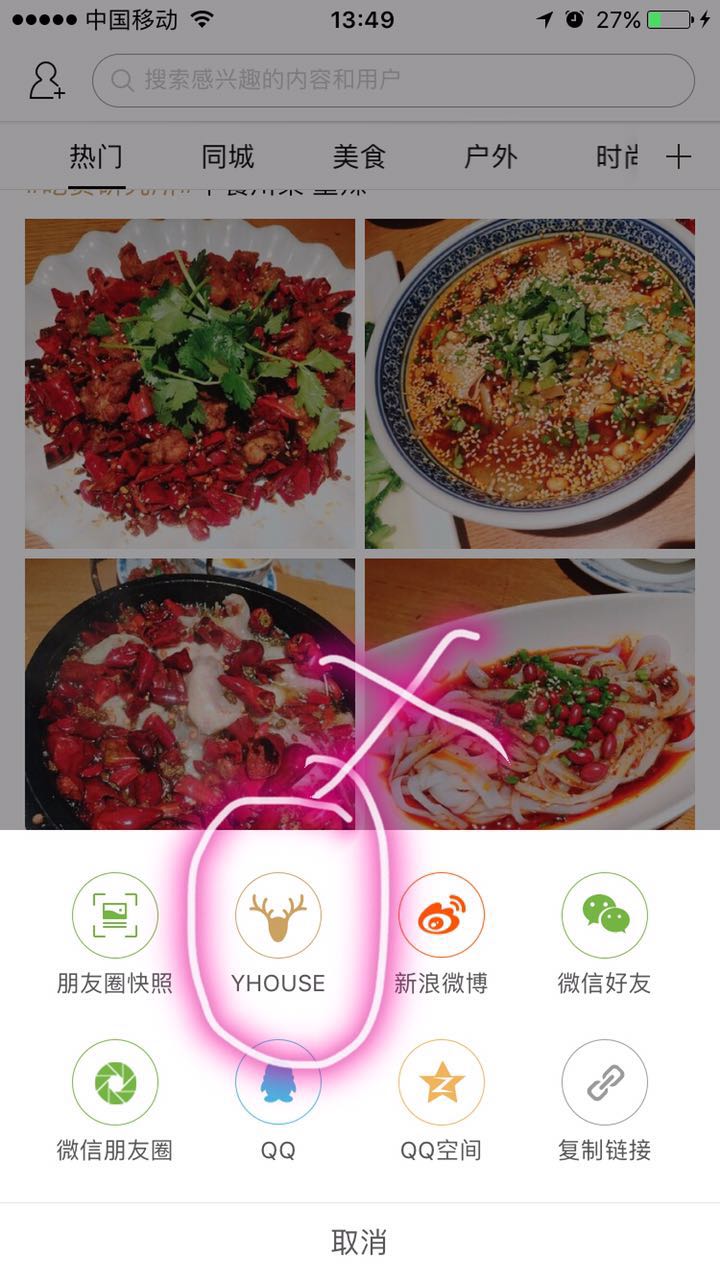 中国移动 13:49 27%
搜索感兴趣的内容和用户
热门 同城 美食 户外 时尚
朋友圈快照 YHOUSE 新浪微博 微信好友
微信朋友圈 QQ QQ空间 复制链接
取消